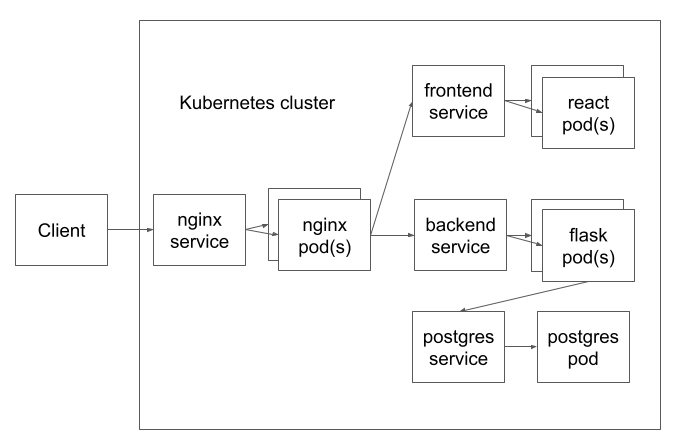 Kubernetes cluster
Client
nginx
service
nginx
pod(s)
frontend
service
react
pod(s)
backend
service
flask
pod(s)
postgres
service
postgres
pod